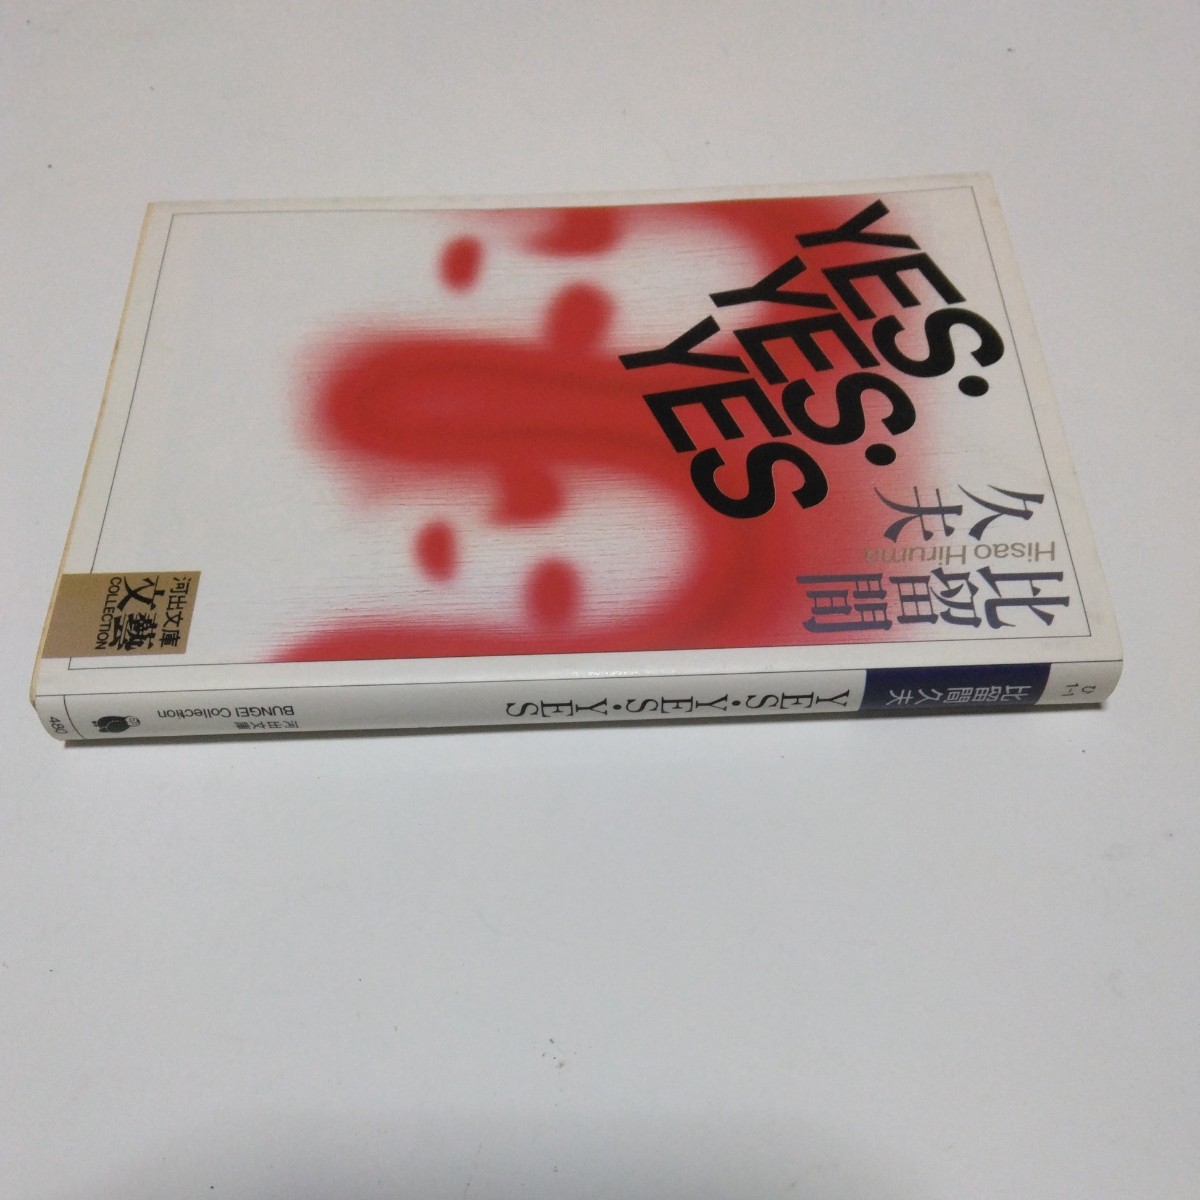 YES・
YES・
YES
比留間
久夫
Hisao Hiruma
河出文庫
文藝
COLLECTION
ひ
1-1
比留間久夫
YES・YES・YES
河出文庫
BUNGEI Collection
480